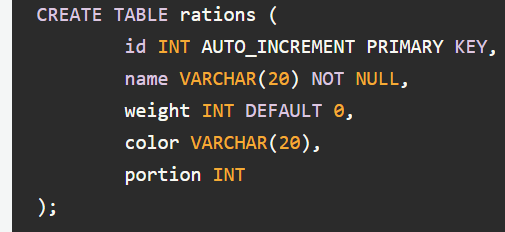 CREATE TABLE rations (
id INT AUTO_INCREMENT PRIMARY KEY,
name VARCHAR(20) NOT NULL,
weight INT DEFAULT 0,
color VARCHAR(20),
portion INT
);